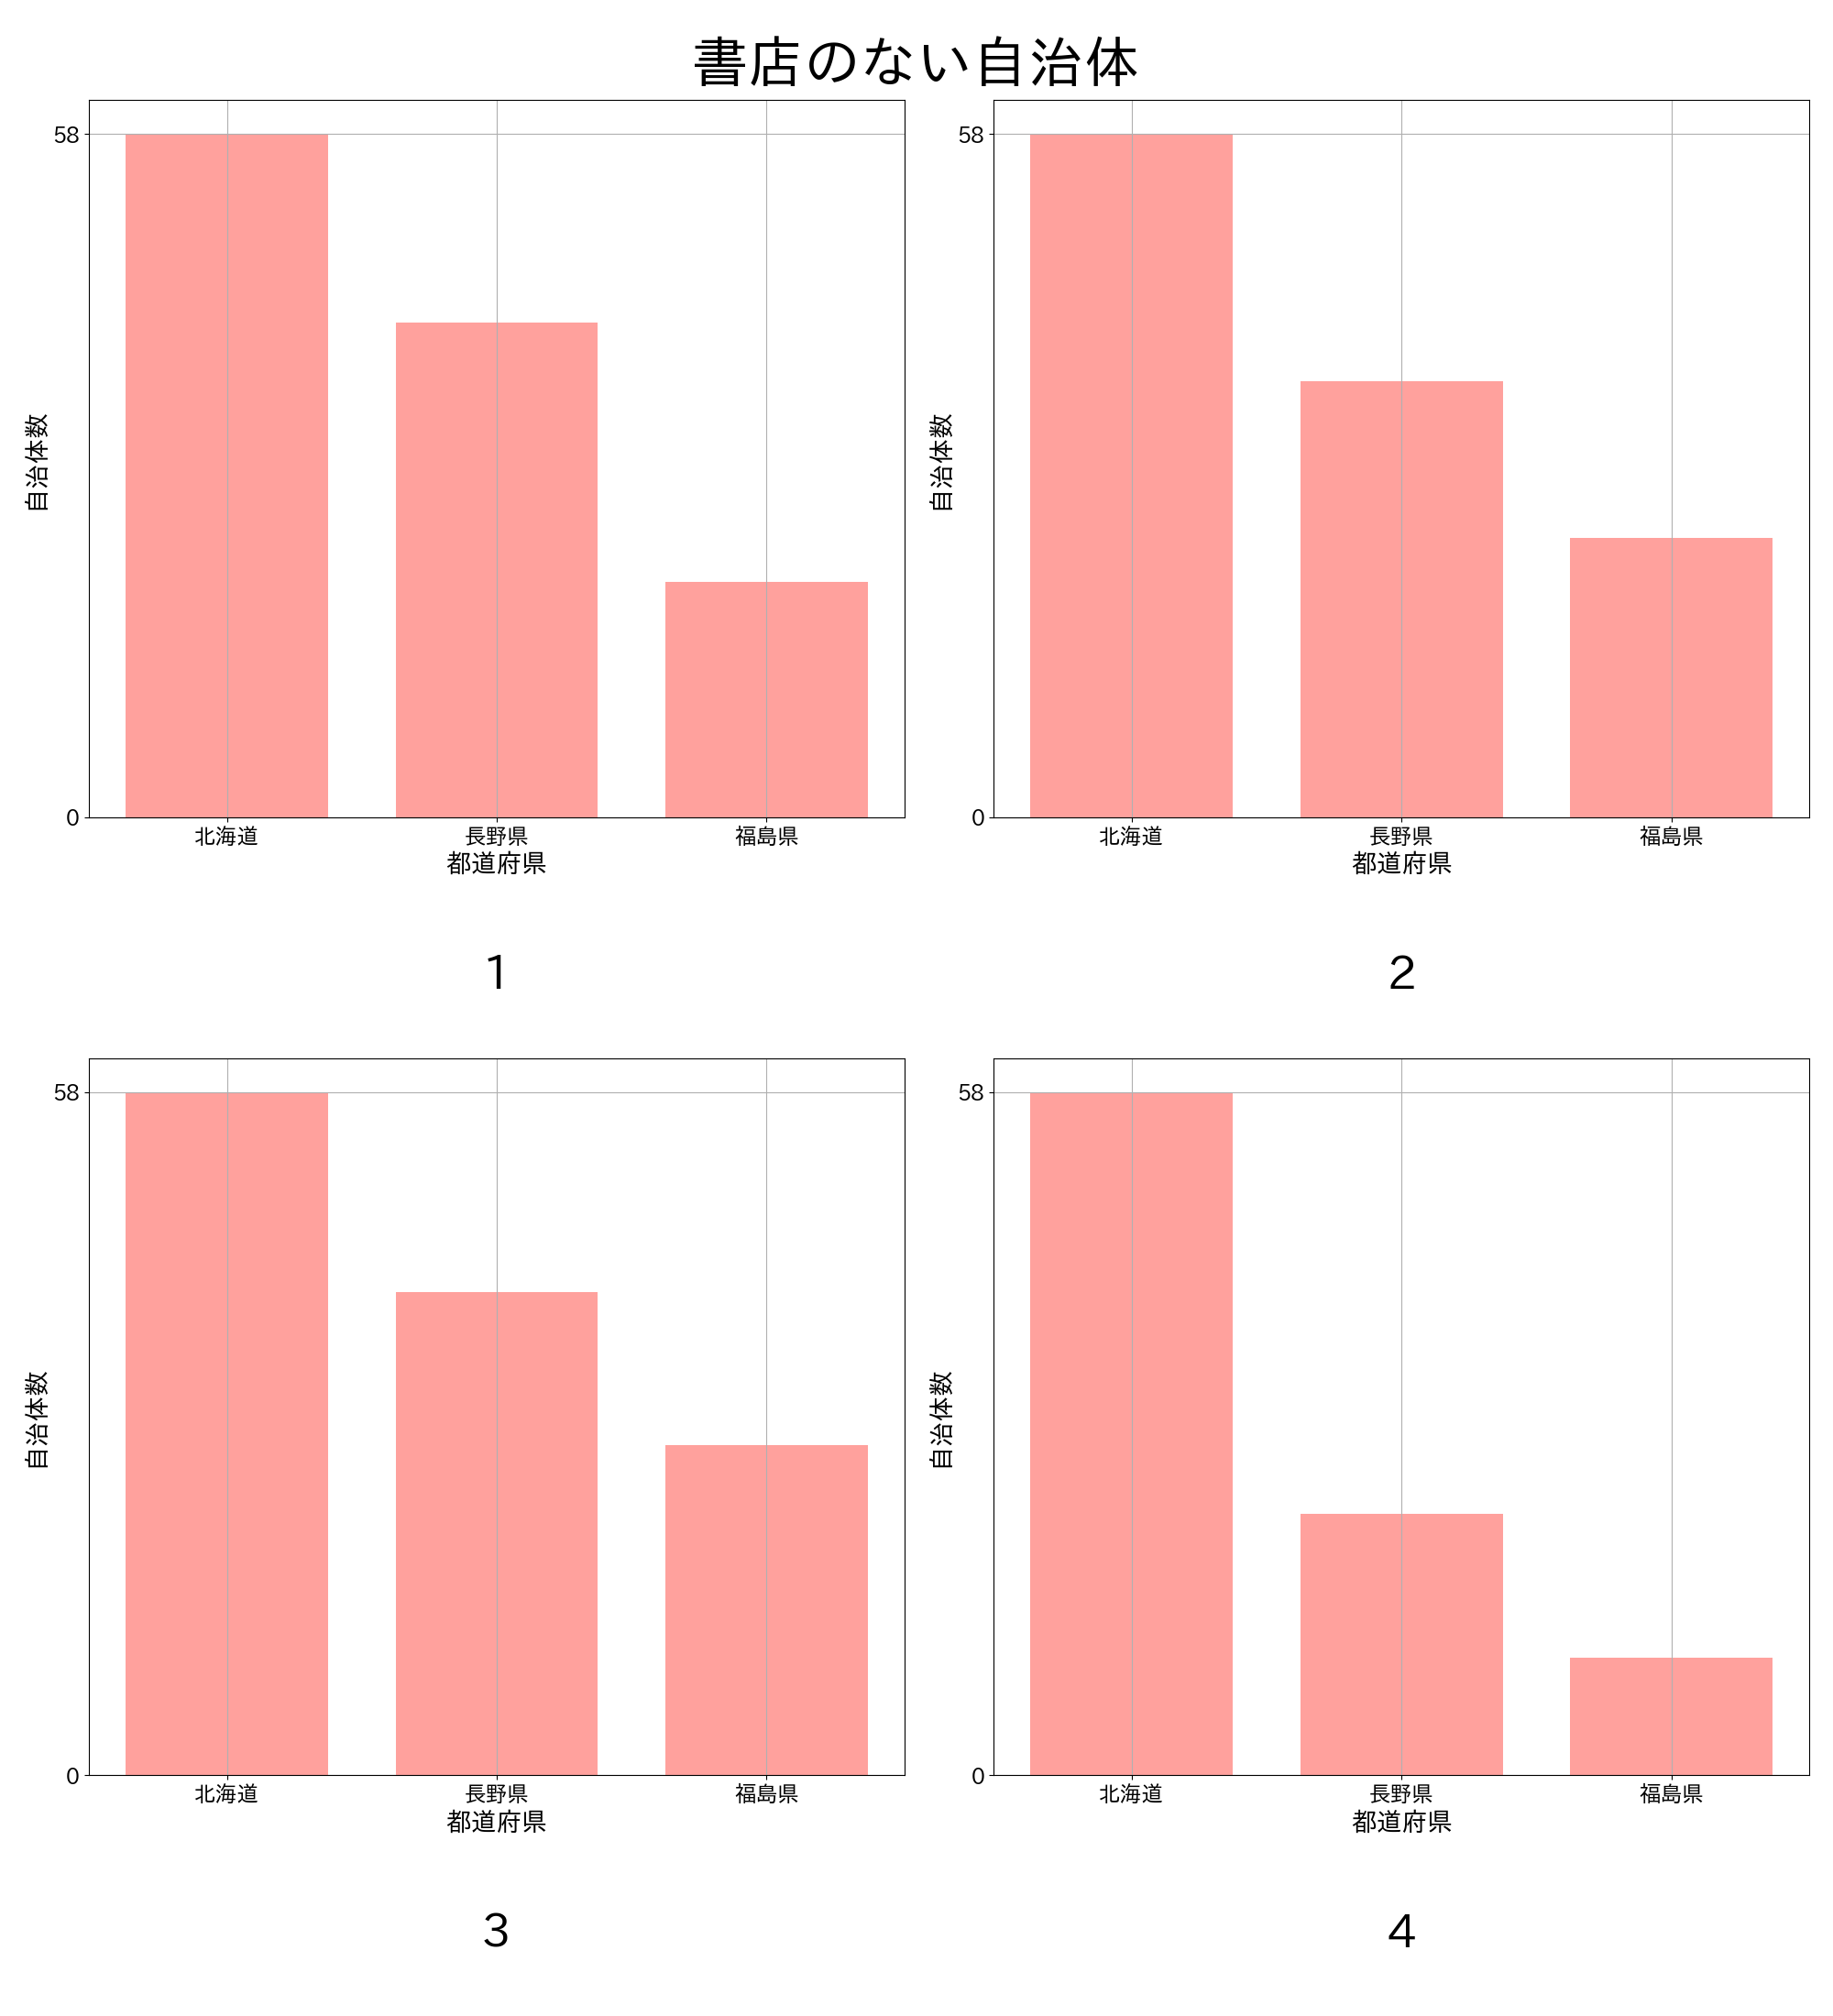 書店のない自治体
58
0
自治体数
北海道 長野県 福島県
都道府県
1
58
0
自治体数
北海道 長野県 福島県
都道府県
2
58
0
自治体数
北海道 長野県 福島県
都道府県
3
58
0
自治体数
北海道 長野県 福島県
都道府県
4